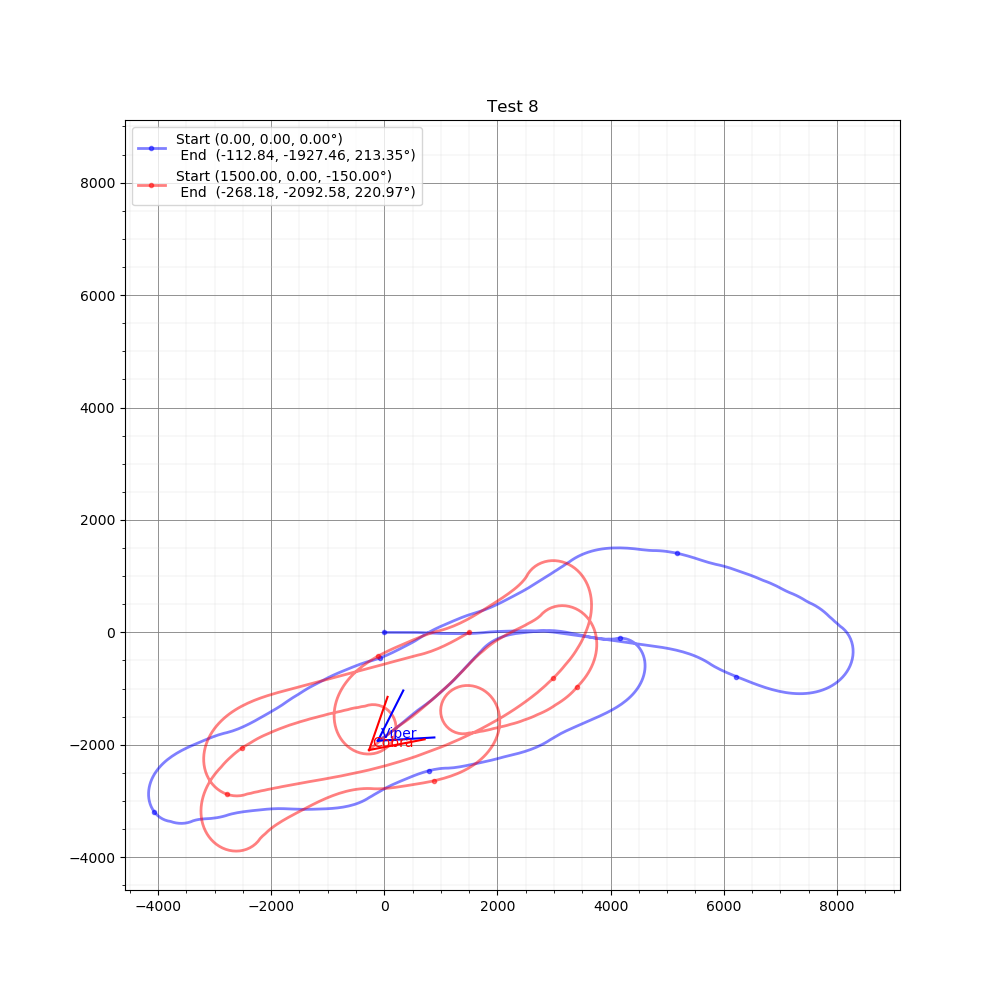 Test 8
Start (0.00, 0.00, 0.00°)
End (-112.84, -1927.46, 213.35°)
Start (1500.00, 0.00, -150.00°)
End (-268.18, -2092.58, 220.97°)
8000
6000
4000
2000
0
−2000
−4000
Viper
Cobra
−4000 −2000 0 2000 4000 6000 8000